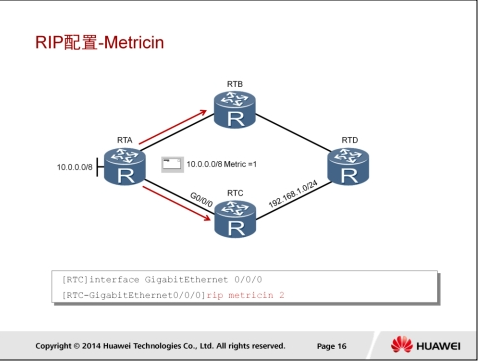 RIP配置-Metricin
RTB
RTA
RTD
10.0.0.0/8
10.0.0.0/8 Metric =1
G0/0/0
RTC
192.168.1.0/24
R
R
R
R
[RTC]interface GigabitEthernet 0/0/0
[RTC-GigabitEthernet0/0/0]rip metricin 2
Copyright © 2014 Huawei Technologies Co., Ltd. All rights reserved.
Page 16
HUAWEI